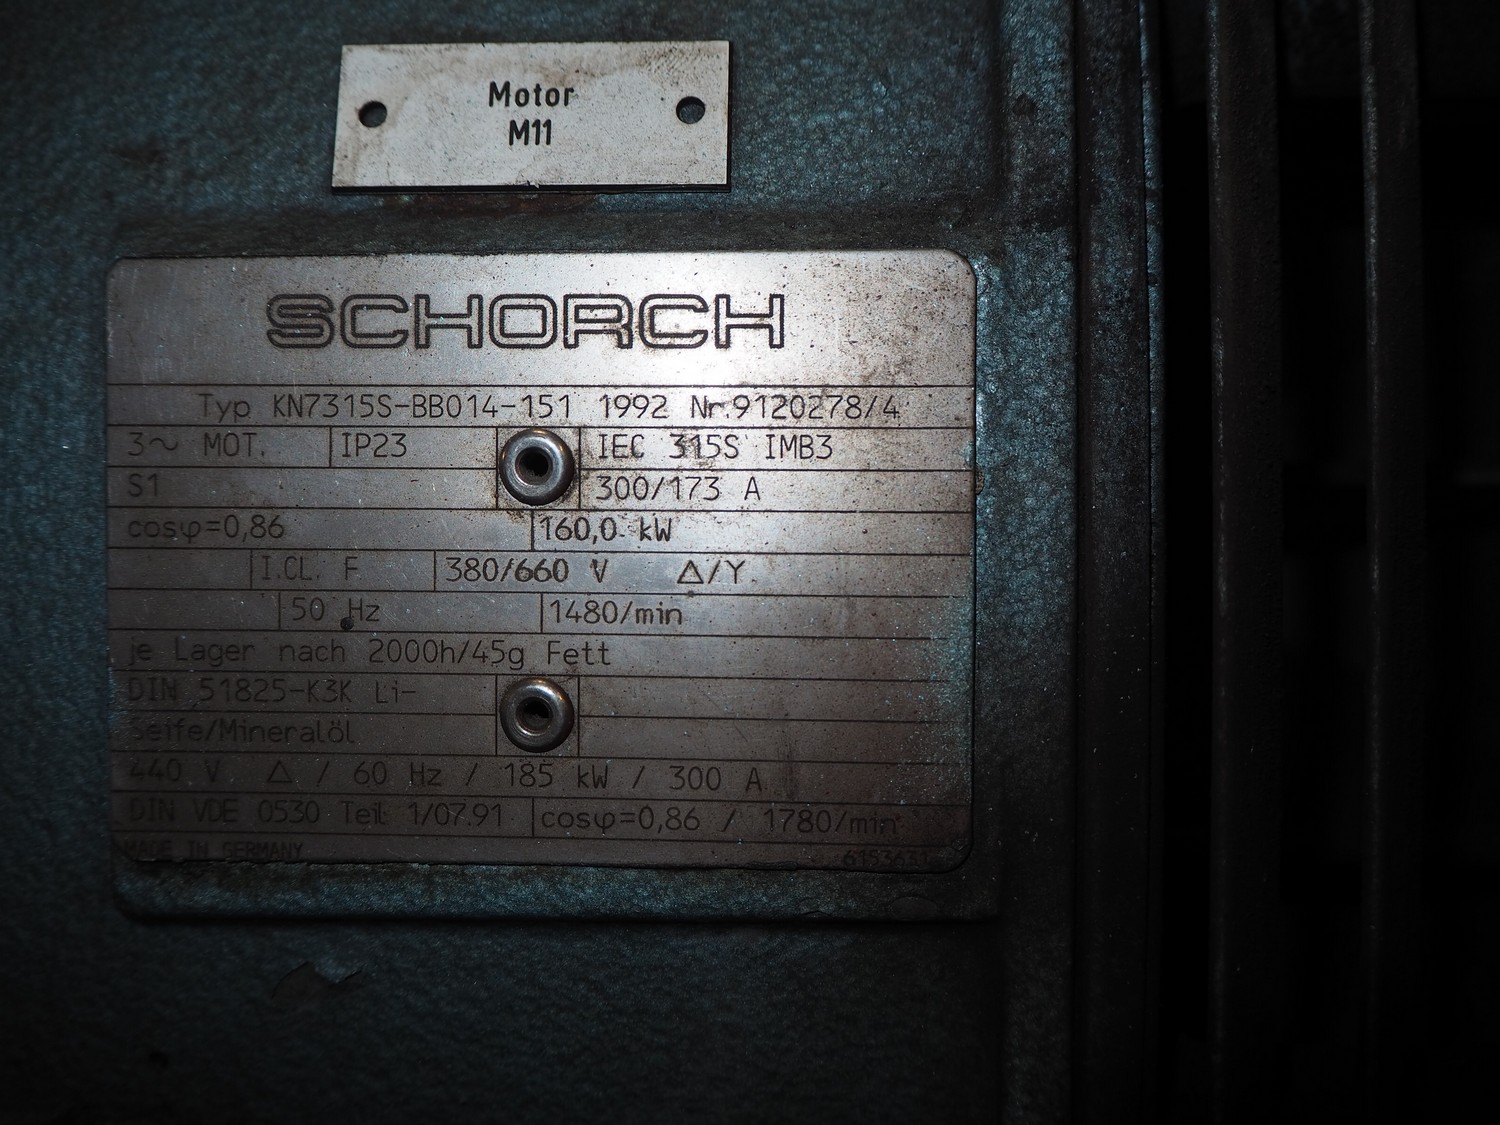 Motor
M11
SCHORCH
Typ KN7315S-BB014-151 1992 Nr.9120278/4
3~ MOT. IP23 IEC 315S IMB3
S1 300/173 A
cosφ=0,86 160,0 kW
I.CL. F 380/660 V △/Y
50 Hz 1480/min
je Lager nach 2000h/45g Fett
DIN 51825-K3K Li-
Seife/Mineralöl
440 V △ / 60 Hz / 185 kW / 300 A
DIN VDE 0530 Teil 1/07.91 cosφ=0,86 / 1780/min
MADE IN GERMANY